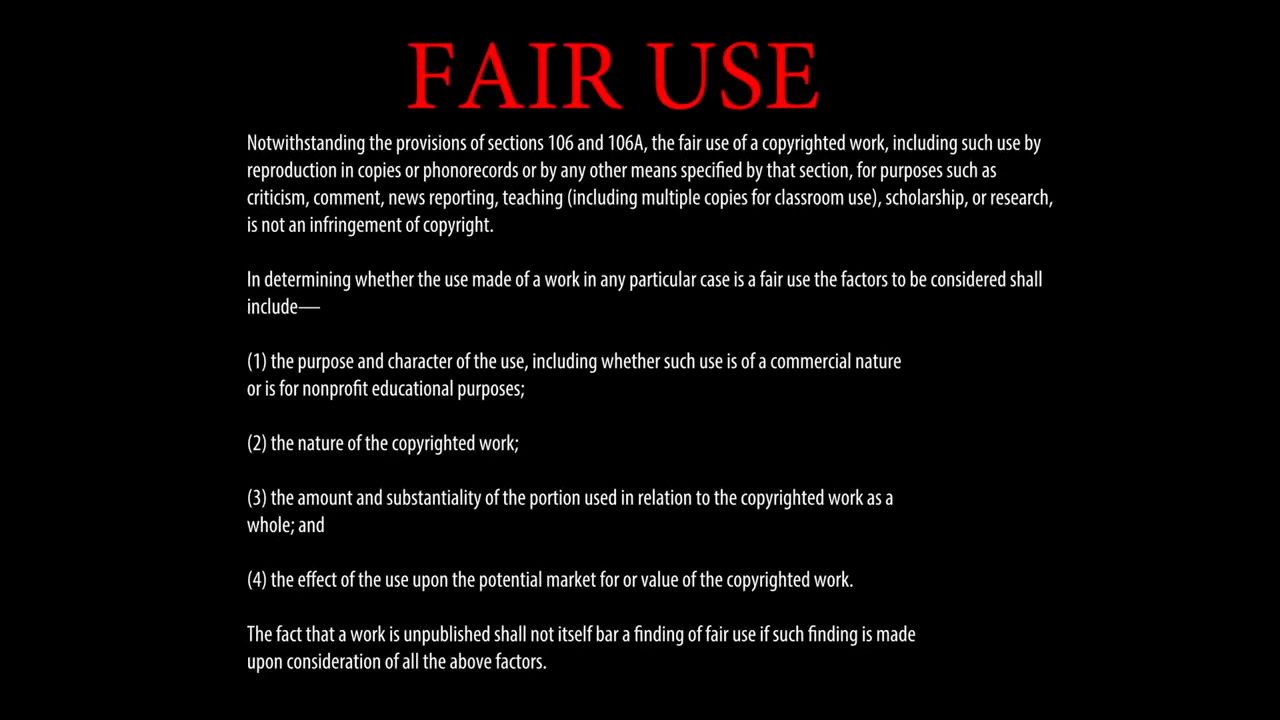 FAIR USE
Notwithstanding the provisions of sections 106 and 106A, the fair use of a copyrighted work, including such use by
reproduction in copies or phonorecords or by any other means specified by that section, for purposes such as
criticism, comment, news reporting, teaching (including multiple copies for classroom use), scholarship, or research,
is not an infringement of copyright.
In determining whether the use made of a work in any particular case is a fair use the factors to be considered shall
include—
(1) the purpose and character of the use, including whether such use is of a commercial nature
or is for nonprofit educational purposes;
(2) the nature of the copyrighted work;
(3) the amount and substantiality of the portion used in relation to the copyrighted work as a
whole; and
(4) the effect of the use upon the potential market for or value of the copyrighted work.
The fact that a work is unpublished shall not itself bar a finding of fair use if such finding is made
upon consideration of all the above factors.